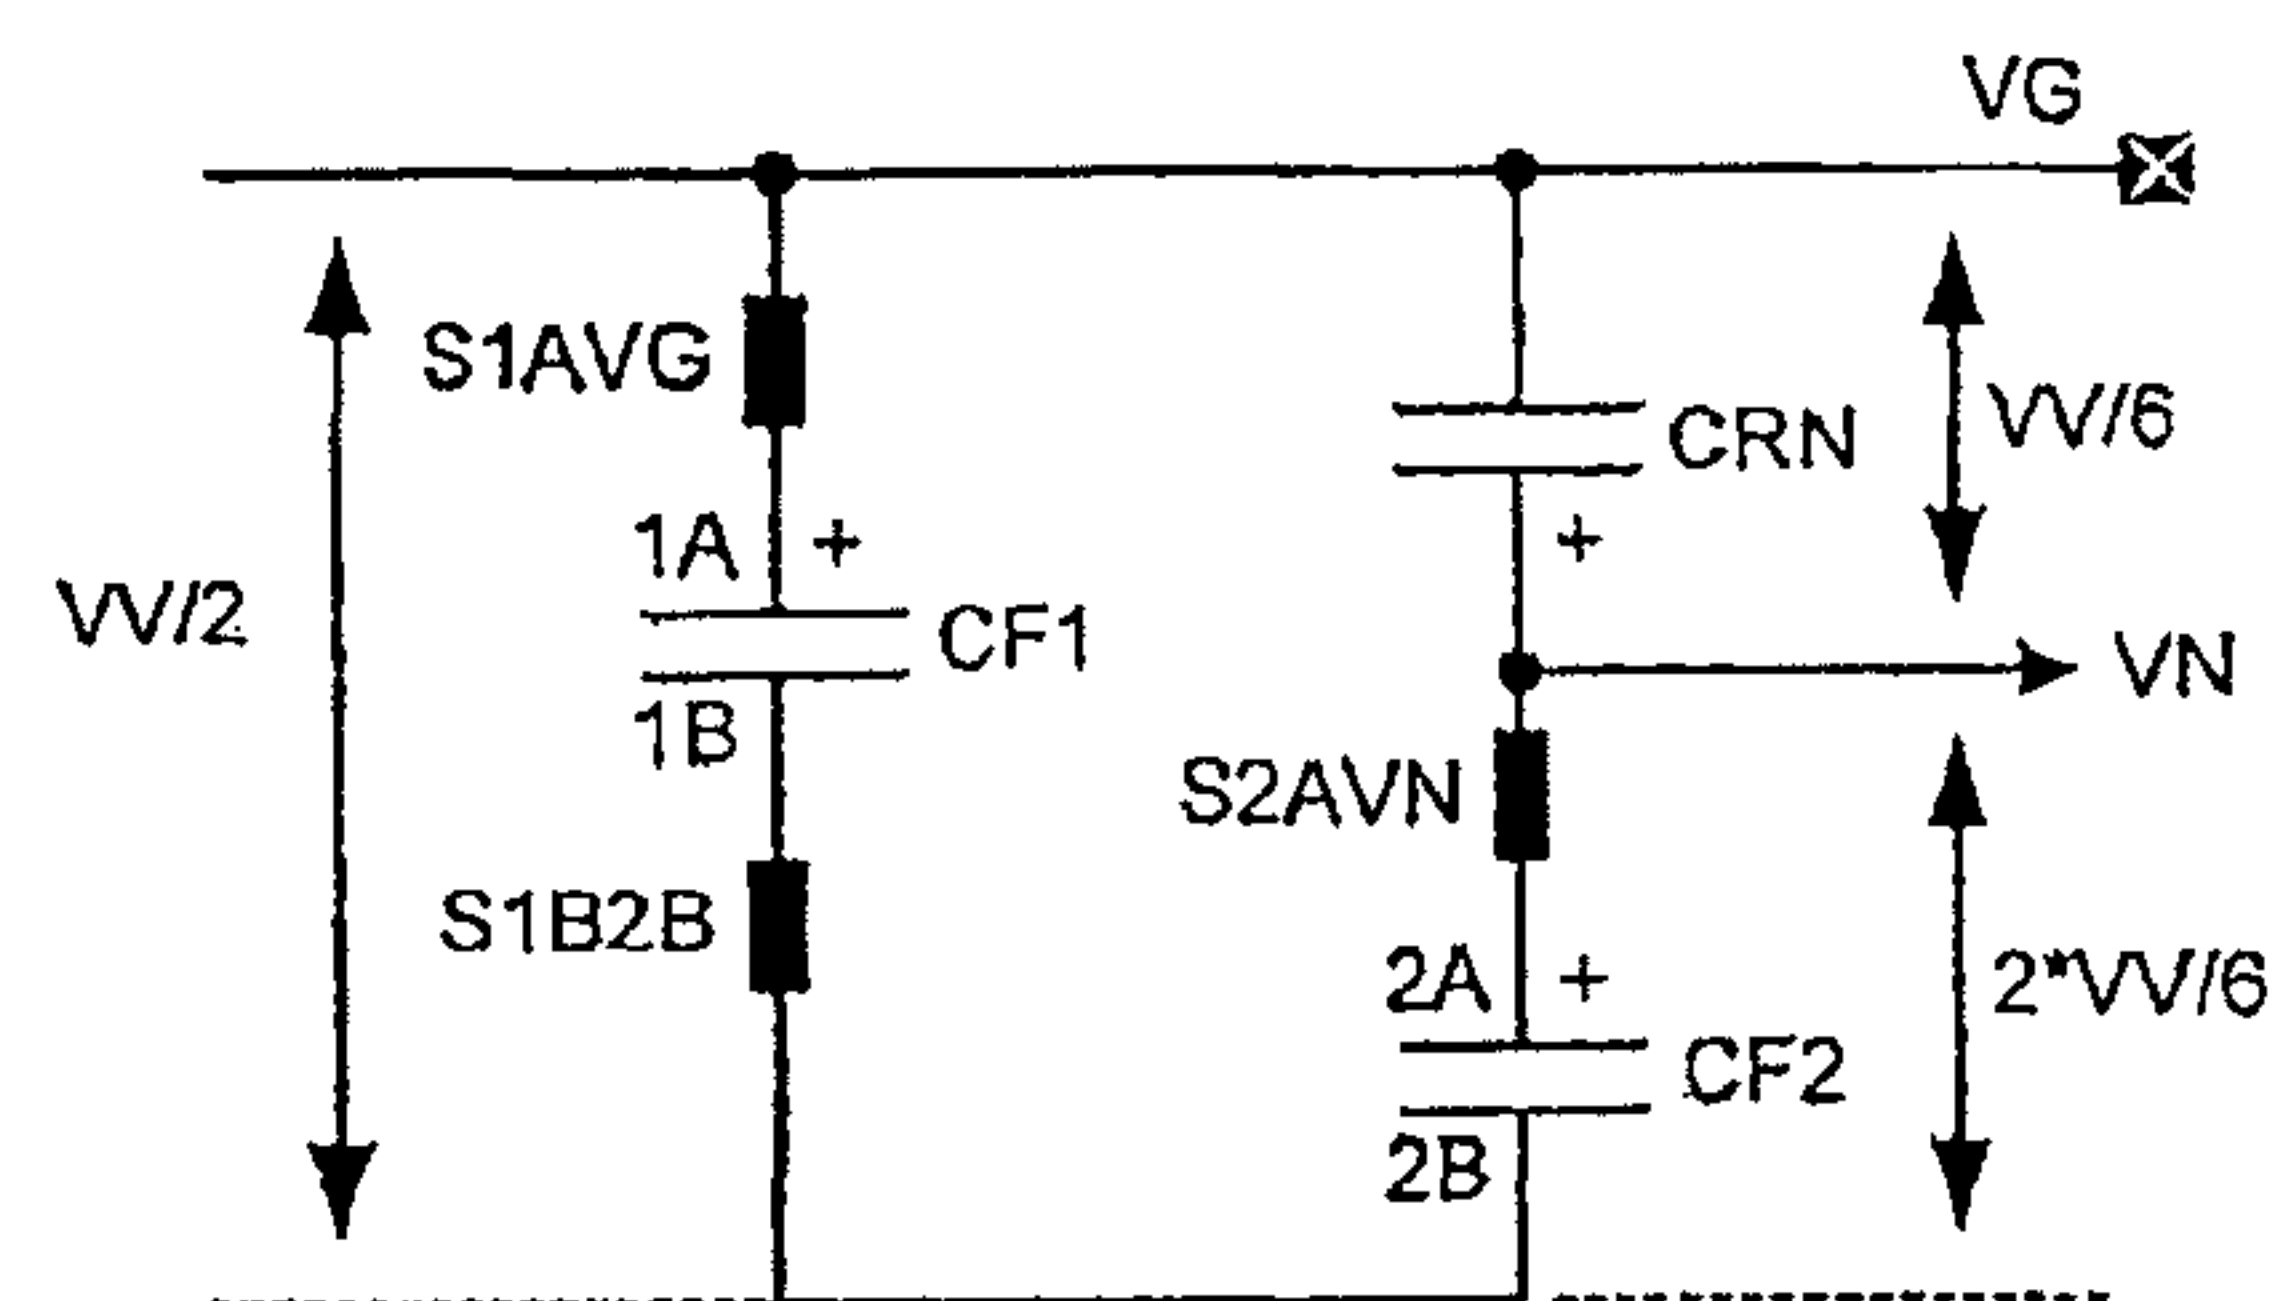 VG
S1AVG
VV/6
CRN
1A +
+
VV/2
CF1
VN
1B
S2AVN
S1B2B
2A +
2*VV/6
CF2
2B